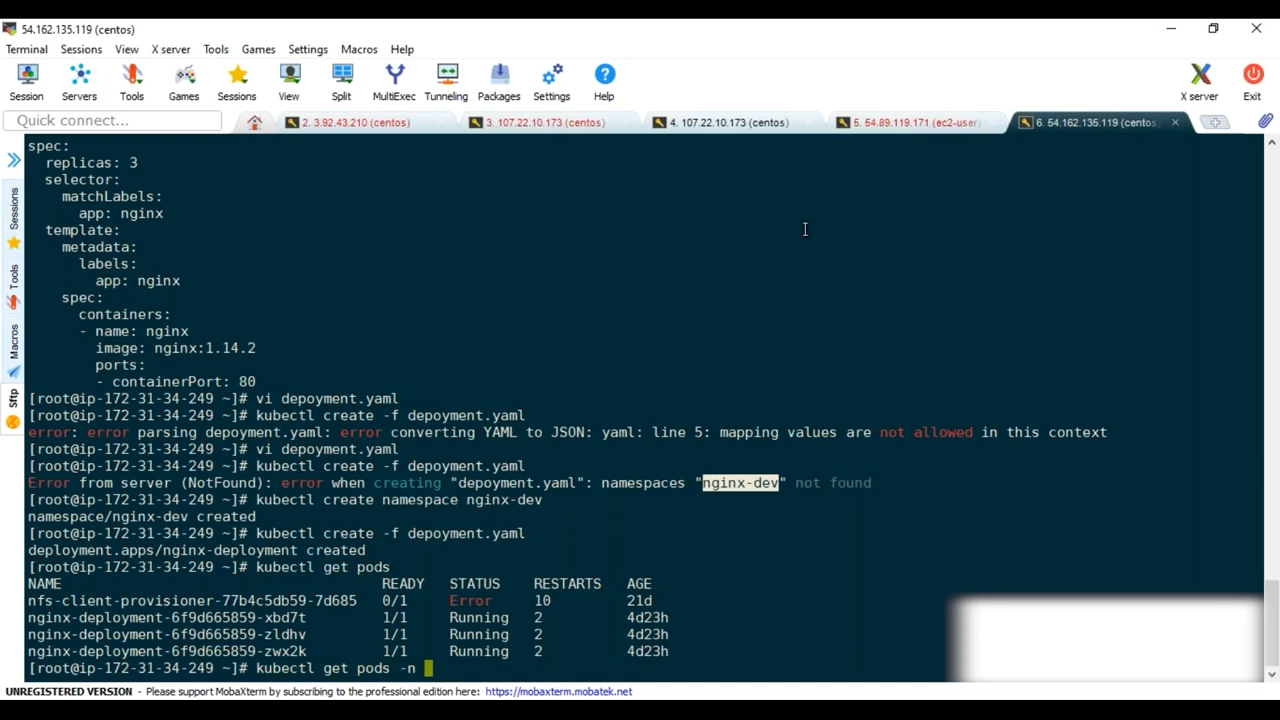 54.162.135.119 (centos)
Terminal Sessions View X server Tools Games Settings Macros Help
Session Servers Tools Games Sessions View Split MultiExec Tunneling Packages Settings Help X server Exit
Quick connect... 2. 3.92.43.210 (centos) 3. 107.22.10.173 (centos) 4. 107.22.10.173 (centos) 5. 54.89.119.171 (ec2-user) 6. 54.162.135.119 (centos)
Sessions
Tools
Macros
Sftp
spec:
  replicas: 3
  selector:
    matchLabels:
      app: nginx
  template:
    metadata:
      labels:
        app: nginx
    spec:
      containers:
      - name: nginx
        image: nginx:1.14.2
        ports:
        - containerPort: 80
[root@ip-172-31-34-249 ~]# vi depoyment.yaml
[root@ip-172-31-34-249 ~]# kubectl create -f depoyment.yaml
error: error parsing depoyment.yaml: error converting YAML to JSON: yaml: line 5: mapping values are not allowed in this context
[root@ip-172-31-34-249 ~]# vi depoyment.yaml
[root@ip-172-31-34-249 ~]# kubectl create -f depoyment.yaml
Error from server (NotFound): error when creating "depoyment.yaml": namespaces "nginx-dev" not found
[root@ip-172-31-34-249 ~]# kubectl create namespace nginx-dev
namespace/nginx-dev created
[root@ip-172-31-34-249 ~]# kubectl create -f depoyment.yaml
deployment.apps/nginx-deployment created
[root@ip-172-31-34-249 ~]# kubectl get pods
NAME READY STATUS RESTARTS AGE
nfs-client-provisioner-77b4c5db59-7d685 0/1 Error 10 21d
nginx-deployment-6f9d665859-xbd7t 1/1 Running 2 4d23h
nginx-deployment-6f9d665859-zldhv 1/1 Running 2 4d23h
nginx-deployment-6f9d665859-zwx2k 1/1 Running 2 4d23h
[root@ip-172-31-34-249 ~]# kubectl get pods -n
UNREGISTERED VERSION - Please support MobaXterm by subscribing to the professional edition here: https://mobaxterm.mobatek.net